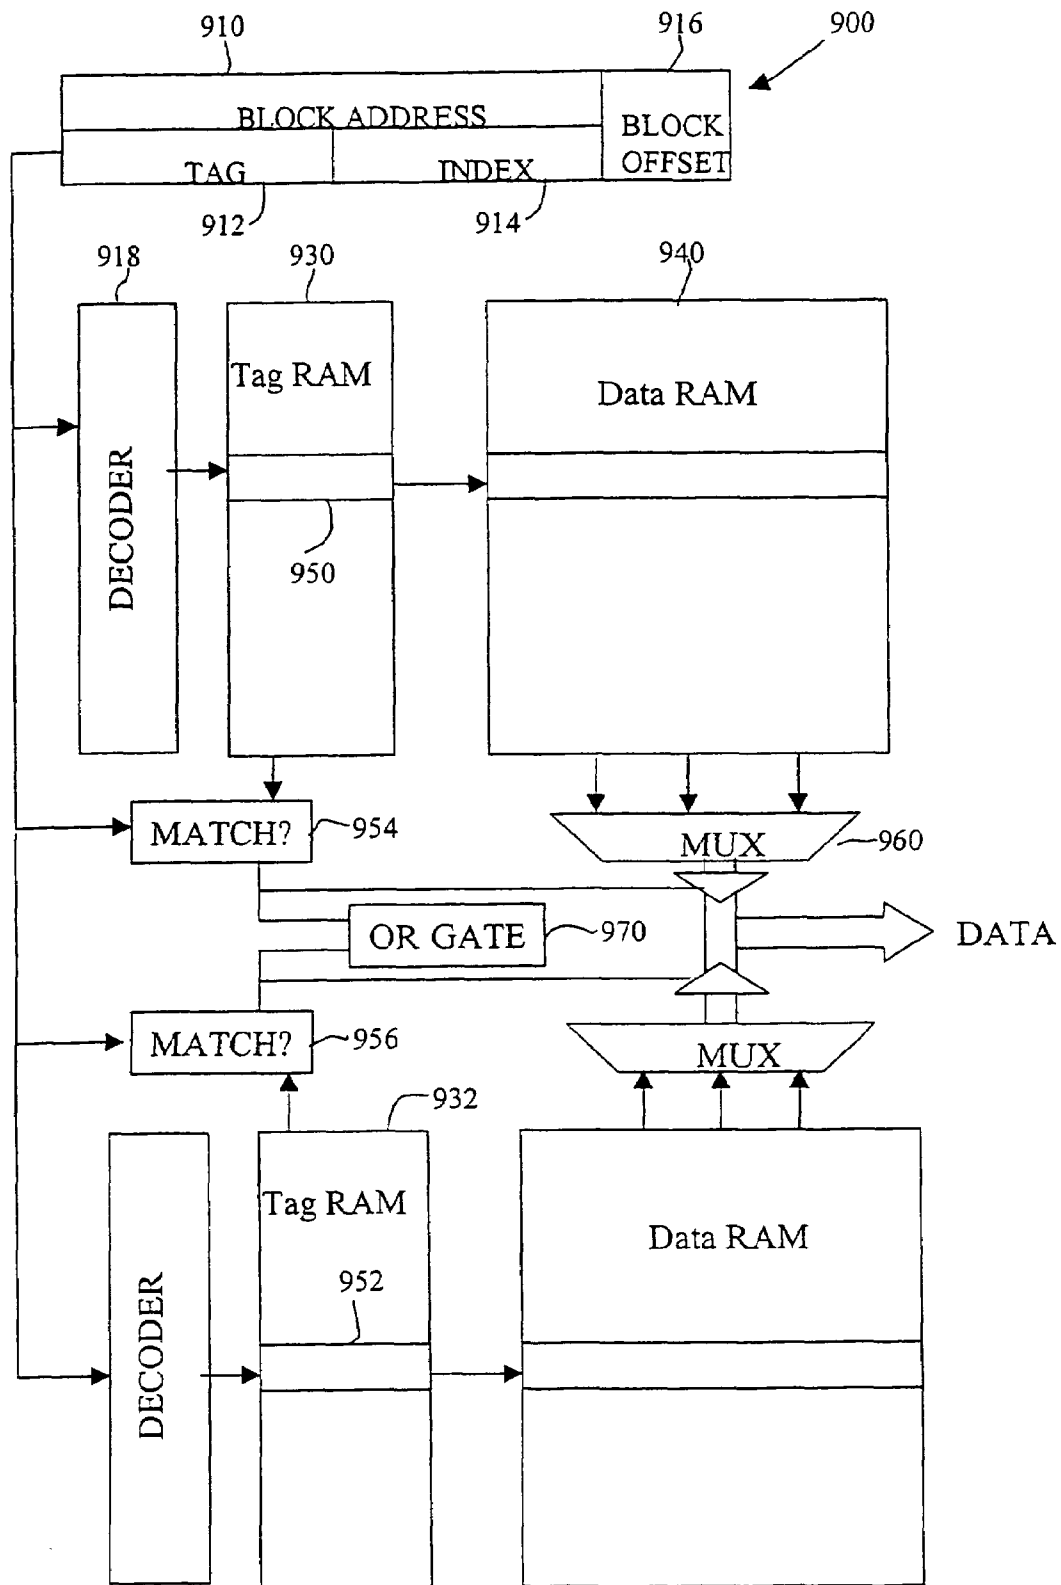 910
916
900
BLOCK ADDRESS
BLOCK
OFFSET
TAG
INDEX
912
914
918
930
940
Tag RAM
Data RAM
DECODER
950
MATCH?
954
MUX
960
OR GATE
970
DATA
MATCH?
956
MUX
932
Tag RAM
Data RAM
952
DECODER